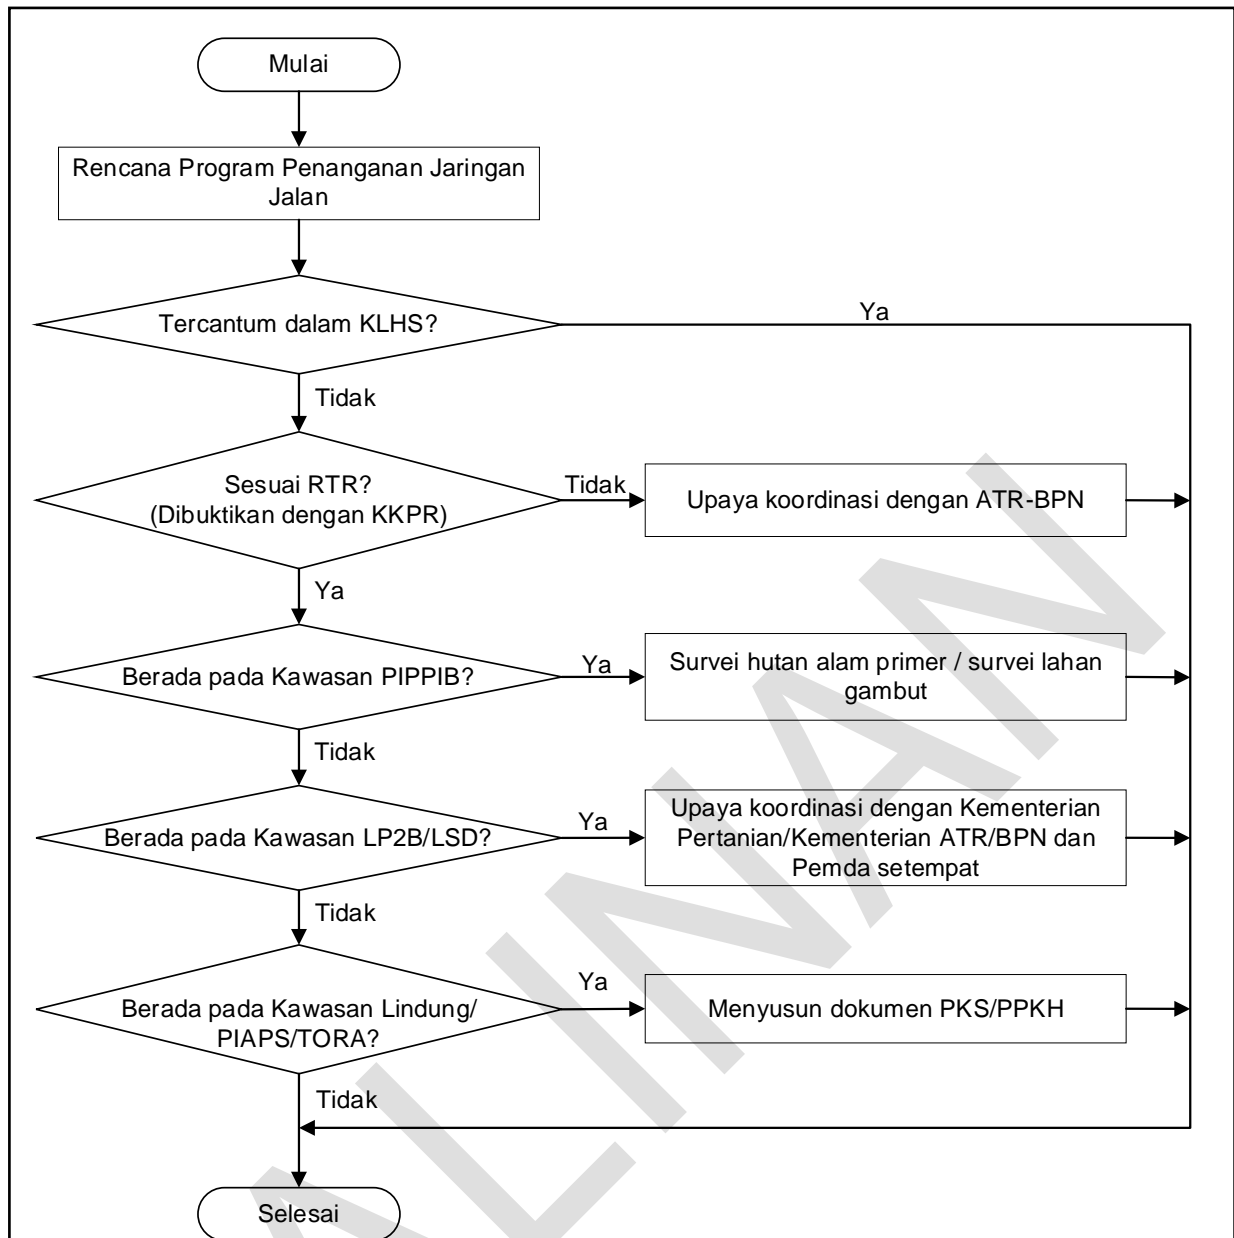 Mulai
Rencana Program Penanganan Jaringan
Jalan
Tercantum dalam KLHS?
Ya
Tidak
Sesuai RTR?
(Dibuktikan dengan KKPR)
Tidak
Upaya koordinasi dengan ATR-BPN
Ya
Berada pada Kawasan PIPPIB?
Ya
Survei hutan alam primer / survei lahan
gambut
Tidak
Berada pada Kawasan LP2B/LSD?
Ya
Upaya koordinasi dengan Kementerian
Pertanian/Kementerian ATR/BPN dan
Pemda setempat
Tidak
Berada pada Kawasan Lindung/
PIAPS/TORA?
Ya
Menyusun dokumen PKS/PPKH
Tidak
Selesai
ALINAN